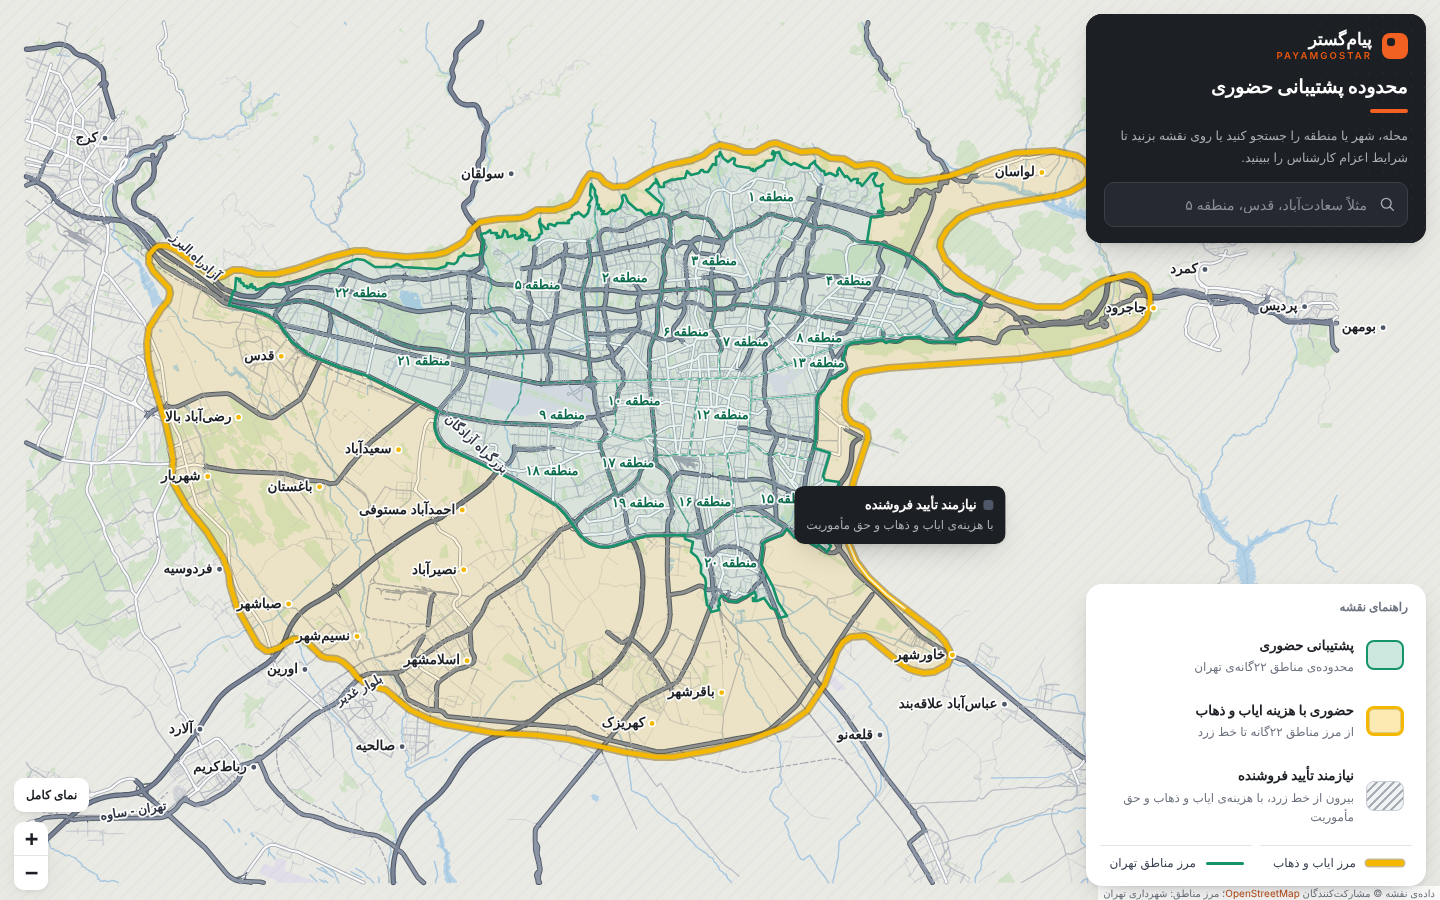 پیام‌گستر
PAYAMGOSTAR
محدوده پشتیبانی حضوری
محله، شهر یا منطقه را جستجو کنید یا روی نقشه بزنید تا
شرایط اعزام کارشناس را ببینید.
مثلاً سعادت‌آباد، قدس، منطقه ۵
کرج
سولقان
لواسان
منطقه ۱
آزادراه البرز
منطقه ۳
منطقه ۲
منطقه ۴
منطقه ۵
منطقه ۲۲
کمرد
پردیس
جاجرود
بومهن
منطقه ۶
منطقه ۷
منطقه ۸
منطقه ۱۳
قدس
منطقه ۲۱
منطقه ۱۰
منطقه ۹
منطقه ۱۲
رضی‌آباد بالا
بزرگراه آزادگان
سعیدآباد
شهریار
باغستان
منطقه ۱۸
منطقه ۱۷
احمدآباد مستوفی
منطقه ۱۹
منطقه ۱۶
نیازمند تأیید فروشنده
با هزینه‌ی ایاب و ذهاب و حق مأموریت
فردوسیه
نصیرآباد
منطقه ۲۰
صباشهر
نسیم‌شهر
اورین
اسلامشهر
بلوار غدیر
خاورشهر
باقرشهر
کهریزک
عباس‌آباد علاقه‌بند
قلعه‌نو
آلارد
صالحیه
رباط‌کریم
تهران - ساوه
نمای کامل
+
−
راهنمای نقشه
پشتیبانی حضوری
محدوده‌ی مناطق ۲۲گانه‌ی تهران
حضوری با هزینه ایاب و ذهاب
از مرز مناطق ۲۲گانه تا خط زرد
نیازمند تأیید فروشنده
بیرون از خط زرد، با هزینه‌ی ایاب و ذهاب و حق
مأموریت
مرز ایاب و ذهاب
مرز مناطق تهران
داده‌ی نقشه © مشارکت‌کنندگان OpenStreetMap؛ مرز مناطق: شهرداری تهران